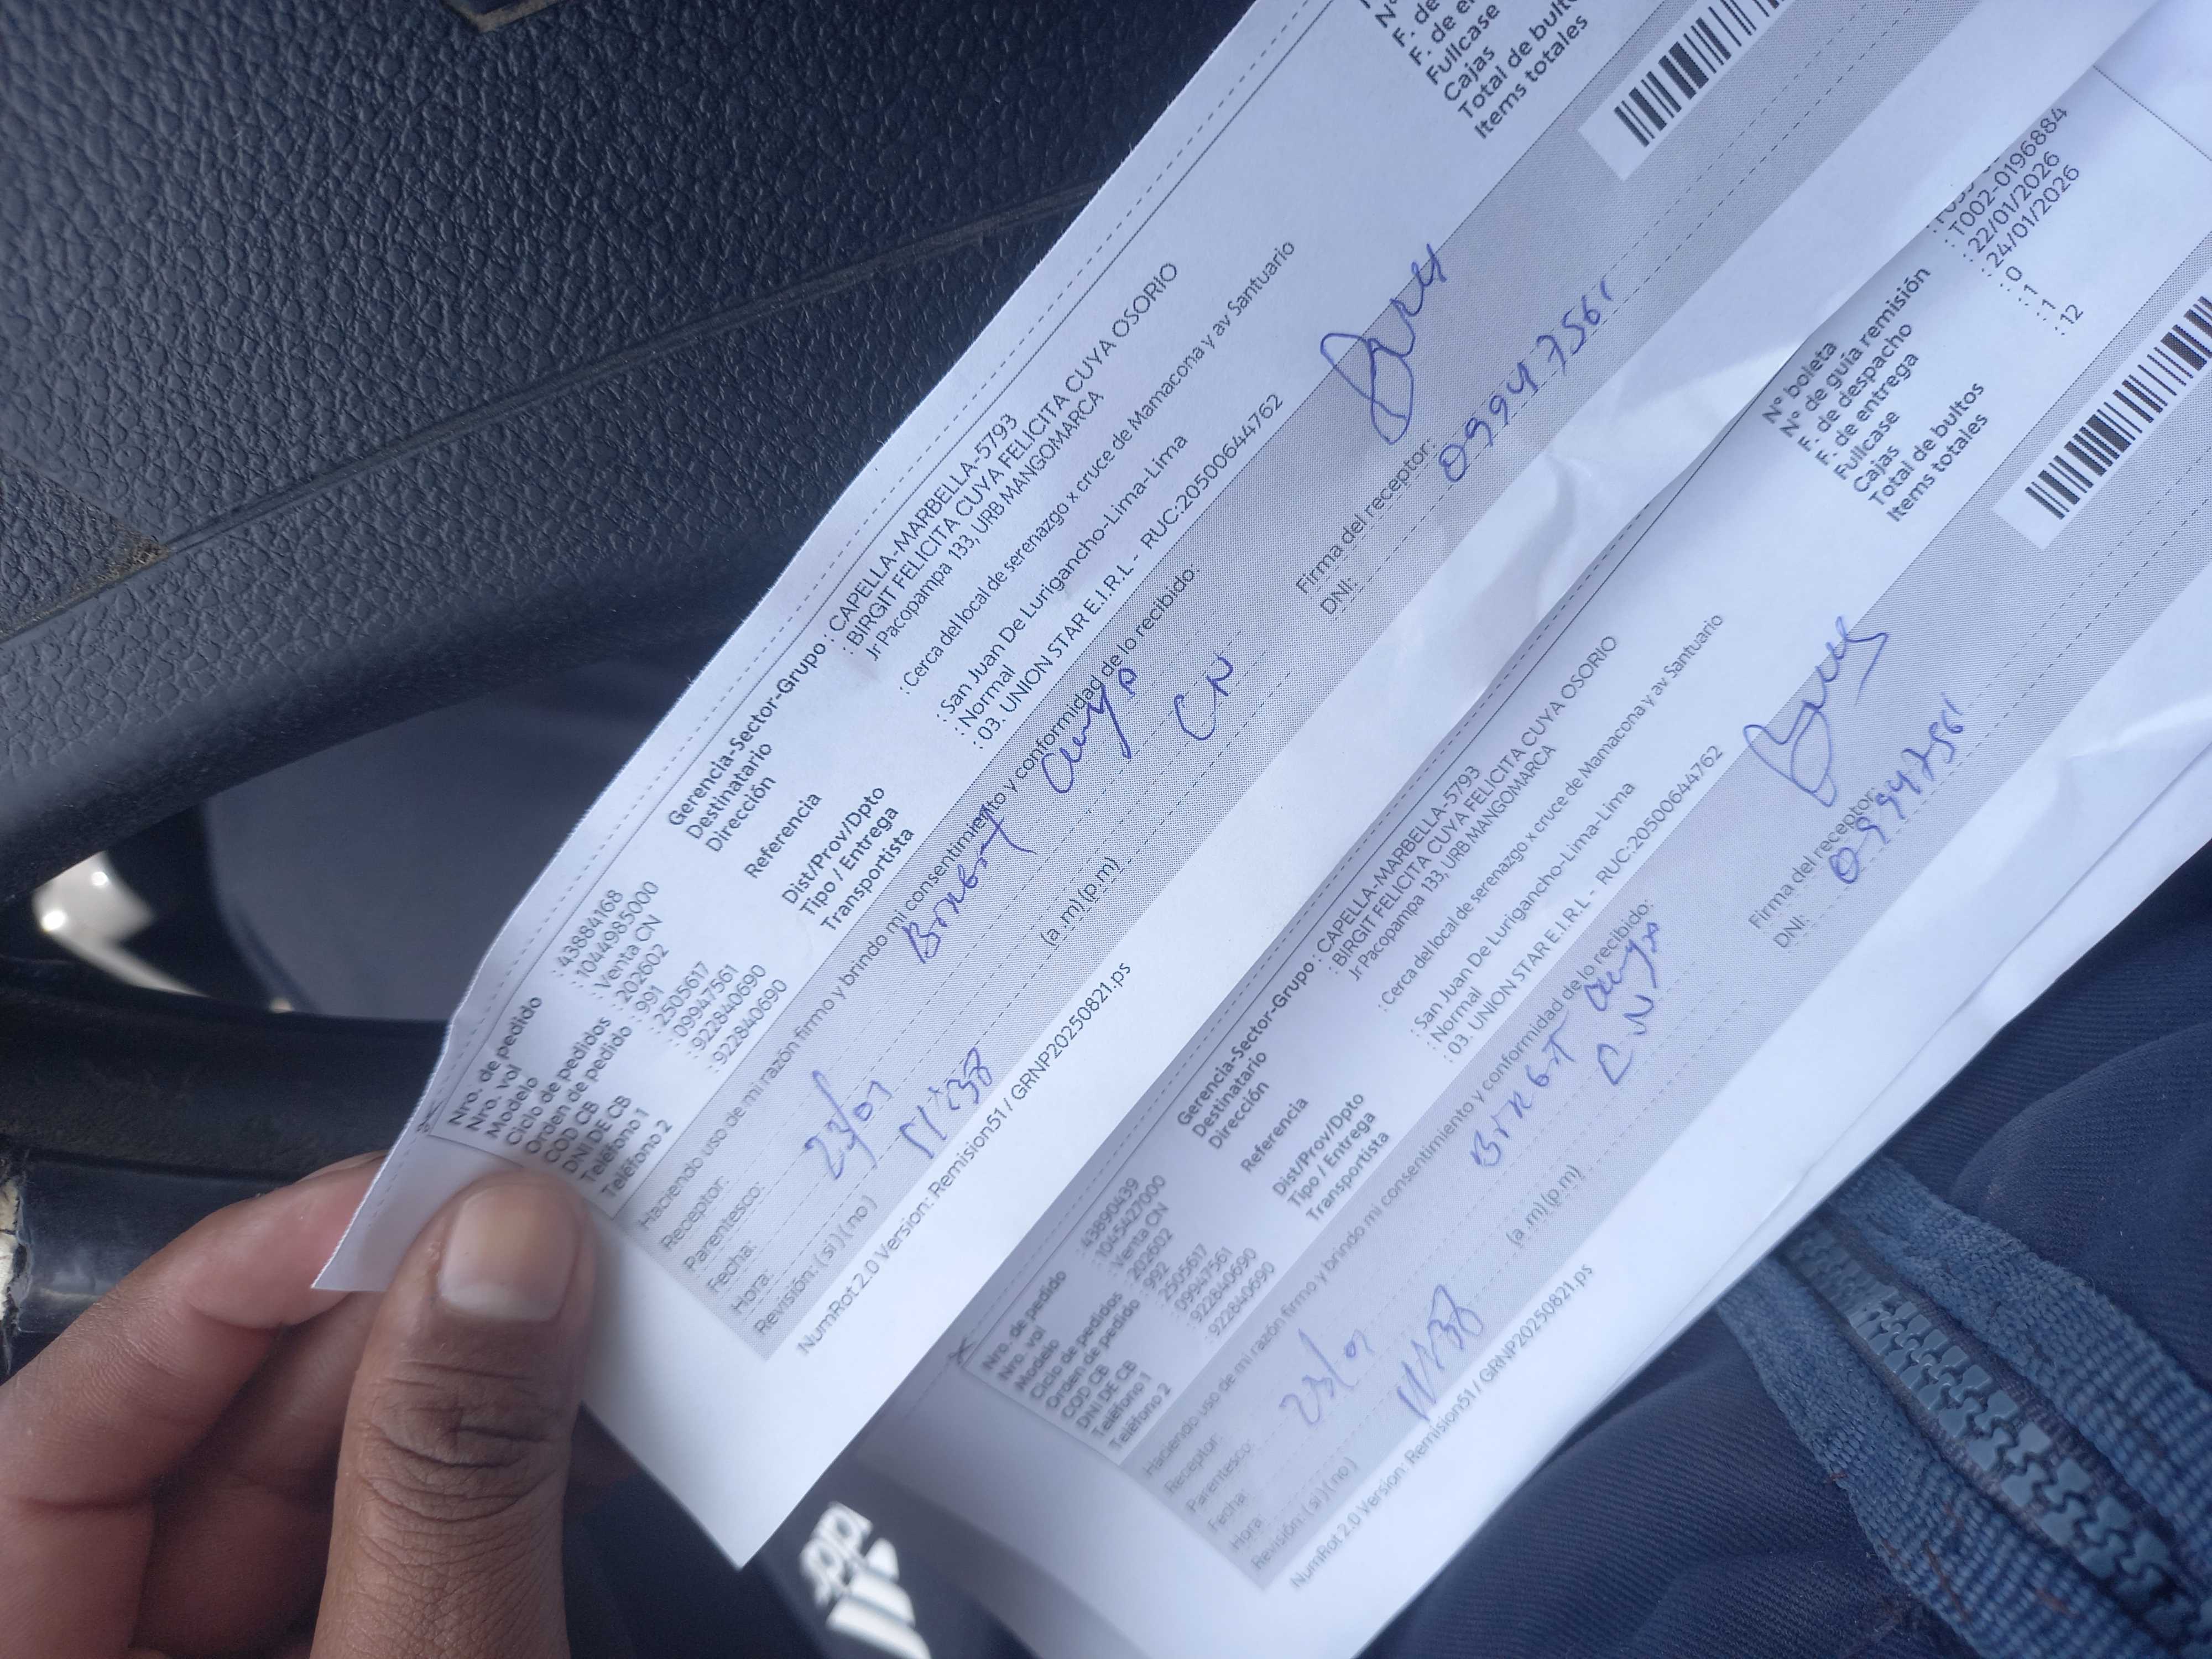 Nro. de pedido : 43884168
Nro. vol : 1044985000
Modelo : Venta CN
Ciclo de pedidos : 202602
Orden de pedido : 991
COD CB : 2505617
DNI DE CB : 09947561
Teléfono 1 : 922840690
Teléfono 2 : 922840690
Gerencia-Sector-Grupo : CAPELLA-MARBELLA-5793
Destinatario : BIRGIT FELICITA CUYA FELICITA CUYA OSORIO
Dirección Jr Pacopampa 133, URB MANGOMARCA
Referencia : Cerca del local de serenazgo x cruce de Mamacona y av Santuario
Dist/Prov/Dpto : San Juan De Lurigancho-Lima-Lima
Tipo / Entrega : Normal
Transportista : 03. UNION STAR E.I.R.L - RUC:20500644762
F. de
F. de
Fullcase
Cajas
Total de bultos
Items totales
Haciendo uso de mi razón firmo y brindo mi consentimiento y conformidad de lo recibido:
Receptor: Cuya
Parentesco: CN
Fecha: 23/01
Hora: 11:38 (a .m) (p.m)
Revisión: ( si ) ( no )
Firma del receptor:
DNI: 09947561
NumRot 2.0 Version: Remision51 / GRNP20250821.ps
Nro. de pedido : 43890439
Nro. vol : 1045427000
Modelo : Venta CN
Ciclo de pedidos : 202602
Orden de pedido : 992
COD CB : 2505617
DNI DE CB : 09947561
Teléfono 1 : 922840690
Teléfono 2 : 922840690
Gerencia-Sector-Grupo : CAPELLA-MARBELLA-5793
Destinatario : BIRGIT FELICITA CUYA FELICITA CUYA OSORIO
Dirección Jr Pacopampa 133, URB MANGOMARCA
Referencia : Cerca del local de serenazgo x cruce de Mamacona y av Santuario
Dist/Prov/Dpto : San Juan De Lurigancho-Lima-Lima
Tipo / Entrega : Normal
Transportista : 03. UNION STAR E.I.R.L - RUC:20500644762
Nº boleta
Nº de guía remisión : T002-0196884
F. de despacho : 22/01/2026
F. de entrega : 24/01/2026
Fullcase : 0
Cajas : 1
Total de bultos : 1
Items totales : 12
Haciendo uso de mi razón firmo y brindo mi consentimiento y conformidad de lo recibido:
Receptor: Cuya
Parentesco: CN
Fecha: 23/01
Hora: 11:38 (a .m) (p.m)
Revisión: ( si ) ( no )
Firma del receptor:
DNI: 09947561
NumRot 2.0 Version: Remision51 / GRNP20250821.ps